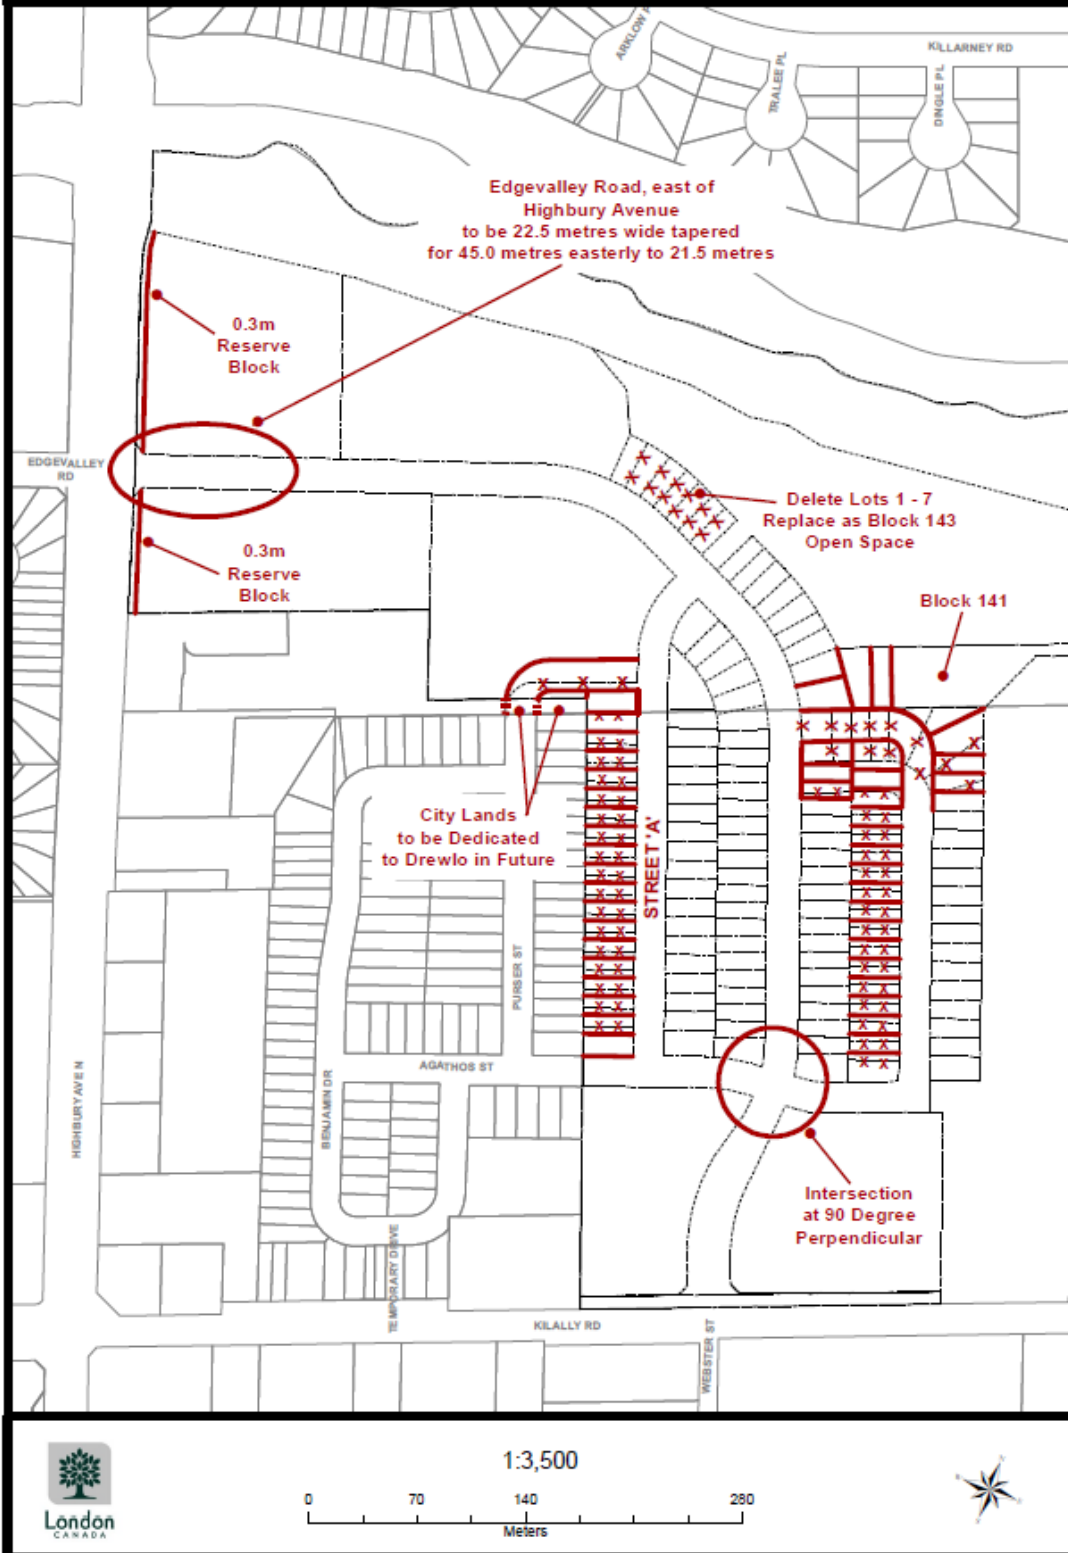 ARKLOW P
KILLARNEY RD
TRALEE PL
DINGLE PL
Edgevalley Road, east of
Highbury Avenue
to be 22.5 metres wide tapered
for 45.0 metres easterly to 21.5 metres
0.3m
Reserve
Block
EDGEVALLEY
RD
Delete Lots 1 - 7
Replace as Block 143
Open Space
0.3m
Reserve
Block
Block 141
City Lands
to be Dedicated
to Drewlo in Future
STREET 'A'
PURSER ST
AGATHOS ST
BENJAMIN DR
HIGHBURY AVE N
Intersection
at 90 Degree
Perpendicular
TEMPORARY DRIVE
KILALLY RD
WEBSTER ST
London
CANADA
1:3,500
0 70 140 280
Meters